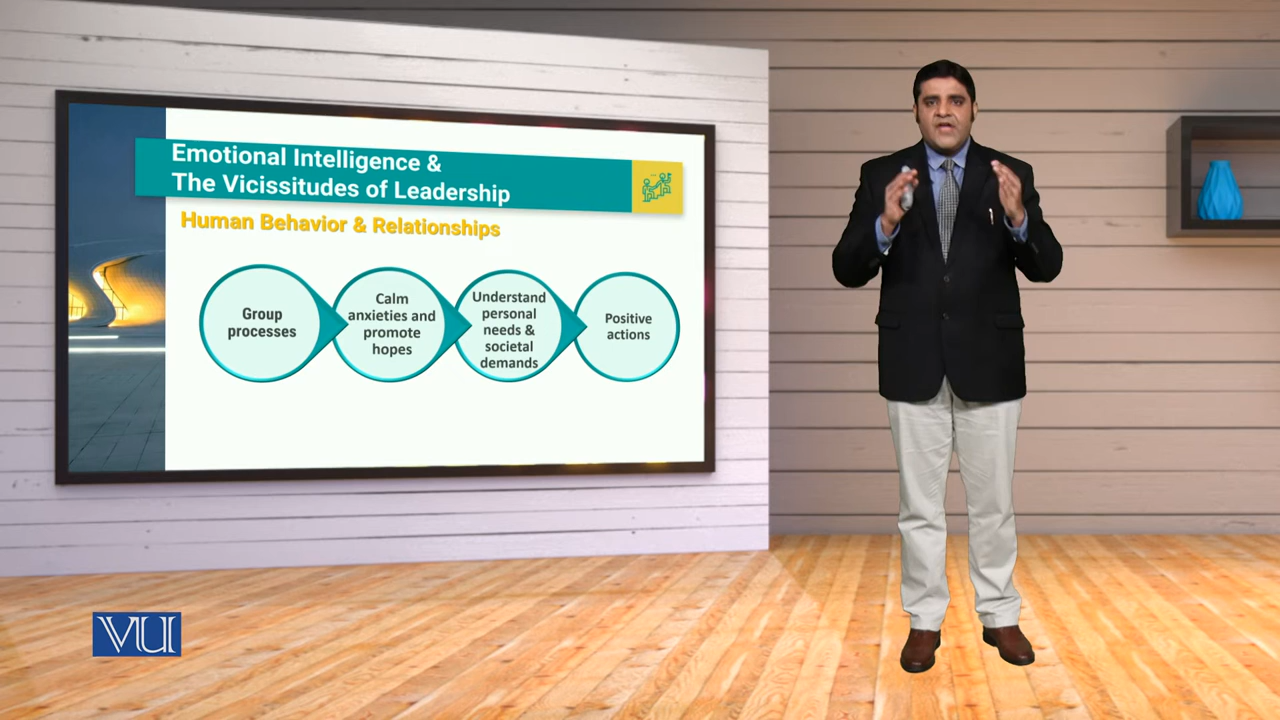 Emotional Intelligence &
The Vicissitudes of Leadership
Human Behavior & Relationships
Group
processes
Calm
anxieties and
promote
hopes
Understand
personal
needs &
societal
demands
Positive
actions
VU